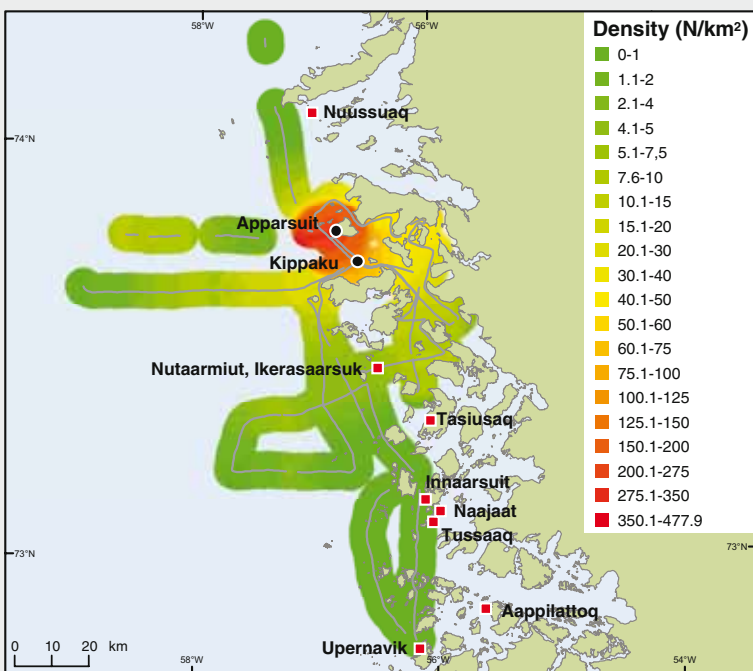 58°W
56°W
Density (N/km²)
0-1
1.1-2
2.1-4
4.1-5
5.1-7,5
7.6-10
10.1-15
15.1-20
20.1-30
30.1-40
40.1-50
50.1-60
60.1-75
75.1-100
100.1-125
125.1-150
150.1-200
200.1-275
275.1-350
350.1-477.9
Nuussuaq
74°N
Apparsuit
Kippaku
Nutaarmiut, Ikerasaarsuk
Tasiusaq
Innaarsuit
Naajaat
Tussaaq
73°N
73°N
Aappilattoq
Upernavik
0 10 20 km
58°W
56°W
54°W